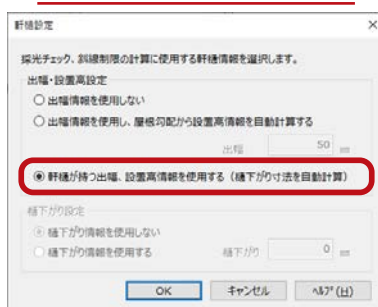 軒樋設定
採光チェック、斜線制限の計算に使用する軒樋情報を選択します。
出幅・設置高設定
出幅情報を使用しない
出幅情報を使用し、屋根勾配から設置高情報を自動計算する
出幅 50 mm
軒樋が持つ出幅、設置高情報を使用する（樋下がり寸法を自動計算）
樋下がり設定
樋下がり情報を使用しない
樋下がり情報を使用する 樋下がり 0 mm
OK キャンセル ヘルプ(H)